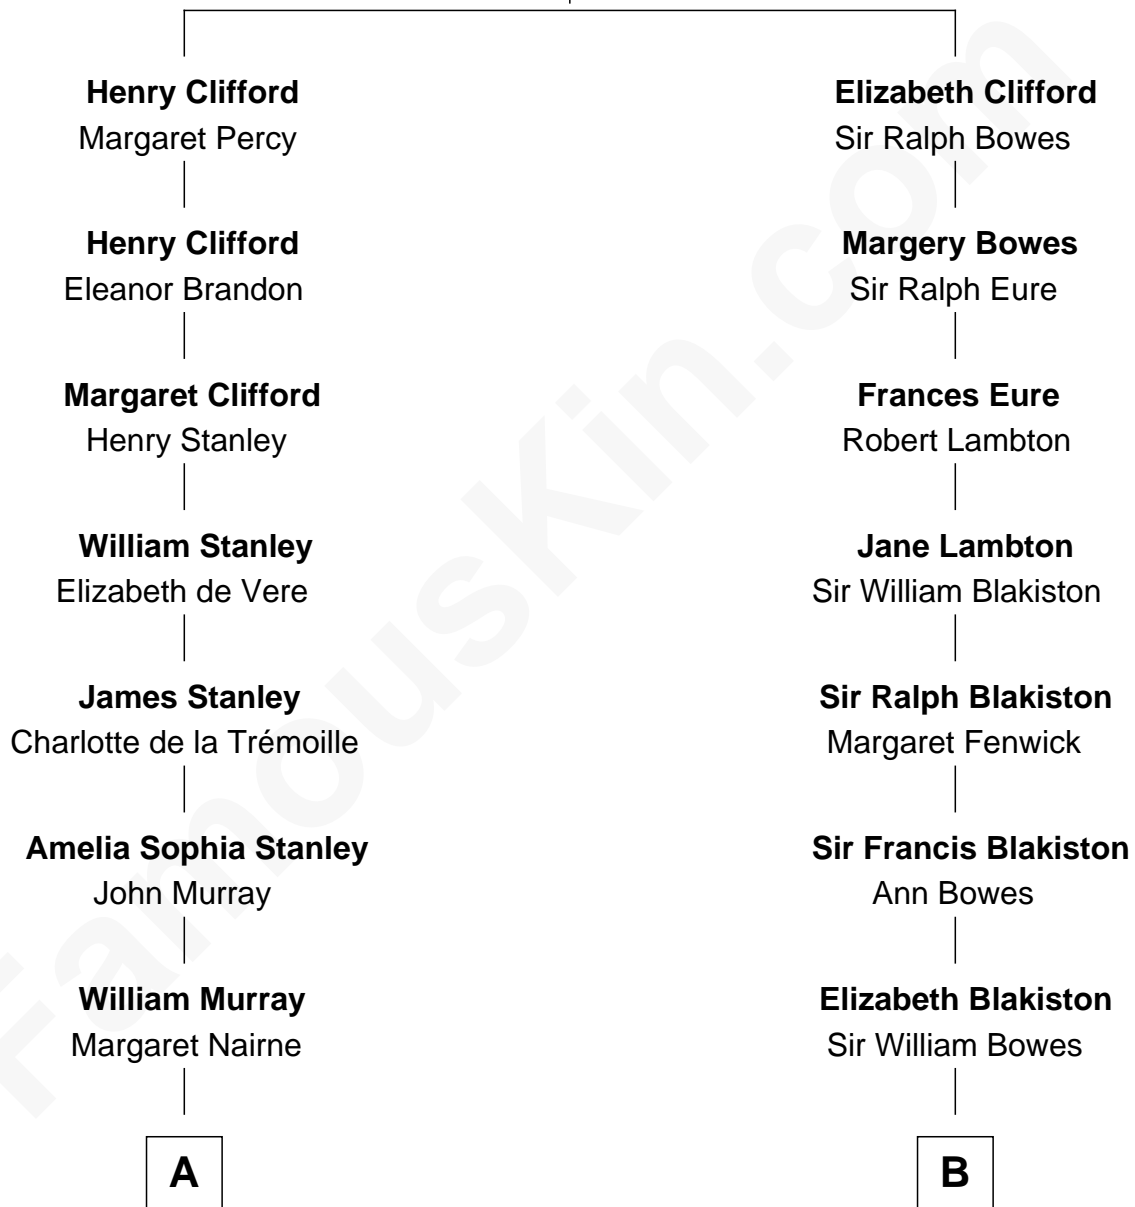 Henry Clifford
Margaret Percy
Henry Clifford
Eleanor Brandon
Margaret Clifford
Henry Stanley
William Stanley
Elizabeth de Vere
James Stanley
Charlotte de la Trémoille
Amelia Sophia Stanley
John Murray
William Murray
Margaret Nairne
A
Elizabeth Clifford
Sir Ralph Bowes
Margery Bowes
Sir Ralph Eure
Frances Eure
Robert Lambton
Jane Lambton
Sir William Blakiston
Sir Ralph Blakiston
Margaret Fenwick
Sir Francis Blakiston
Ann Bowes
Elizabeth Blakiston
Sir William Bowes
B
FamousKin.com